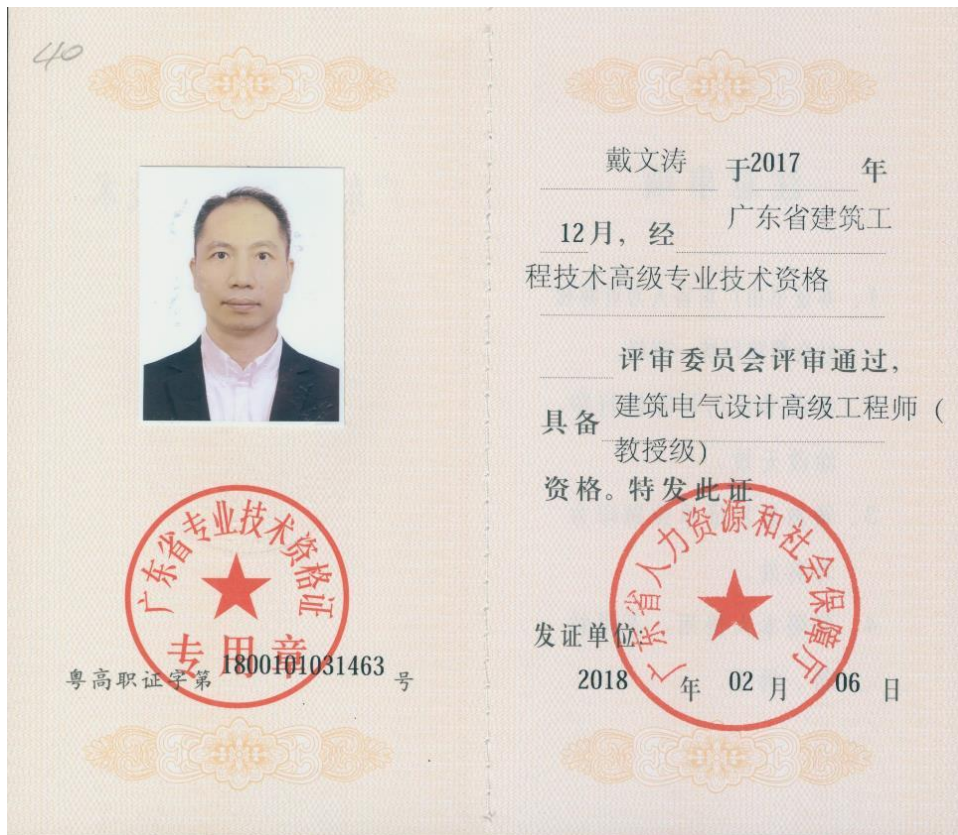 40
广东省专业技术资格证
专用章
粤高职证字第 1800101031463 号
戴文涛 于2017 年
12月，经 广东省建筑工
程技术高级专业技术资格
评审委员会评审通过，
具备 建筑电气设计高级工程师（
教授级）
资格。特发此证
广东省人力资源和社会保障厅
发证单位：
2018 年 02 月 06 日